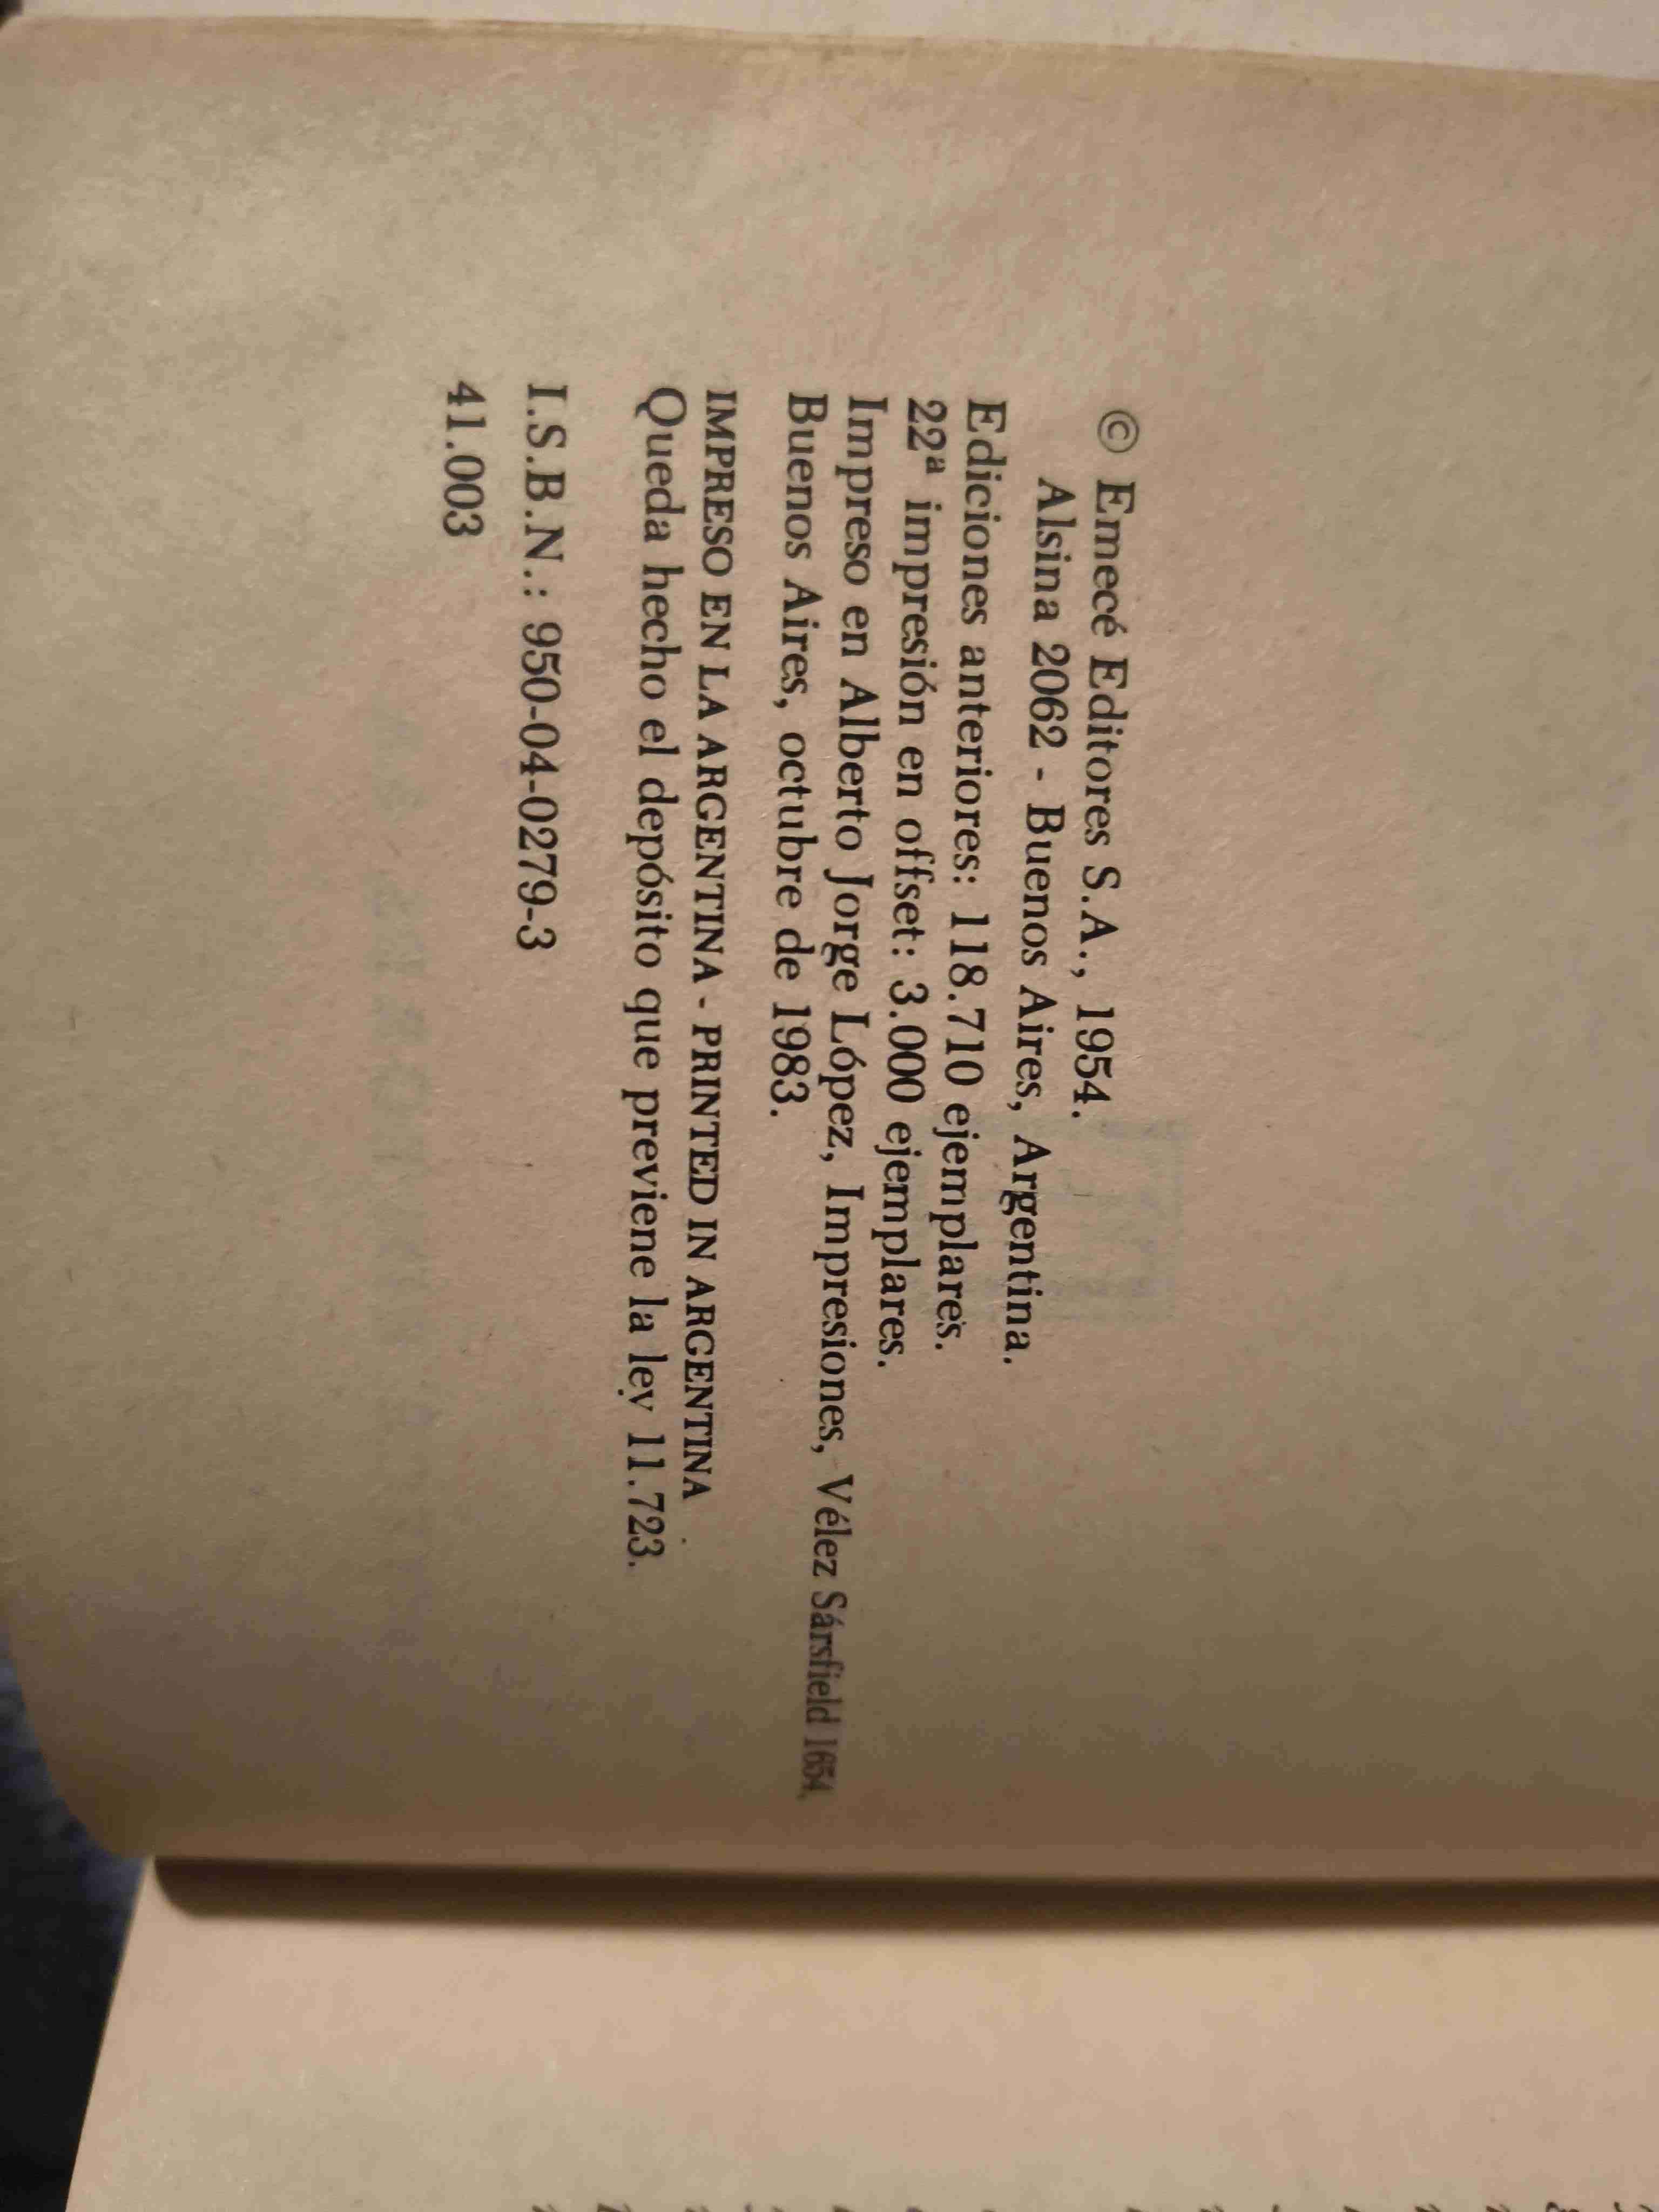 © Emecé Editores S.A., 1954.
Alsina 2062 - Buenos Aires, Argentina.
Ediciones anteriores: 118.710 ejemplares.
22ª impresión en offset: 3.000 ejemplares.
Impreso en Alberto Jorge López, Impresiones, Vélez Sársfield 1654,
Buenos Aires, octubre de 1983.
IMPRESO EN LA ARGENTINA - PRINTED IN ARGENTINA
Queda hecho el depósito que previene la ley 11.723.
I.S.B.N.: 950-04-0279-3
41.003